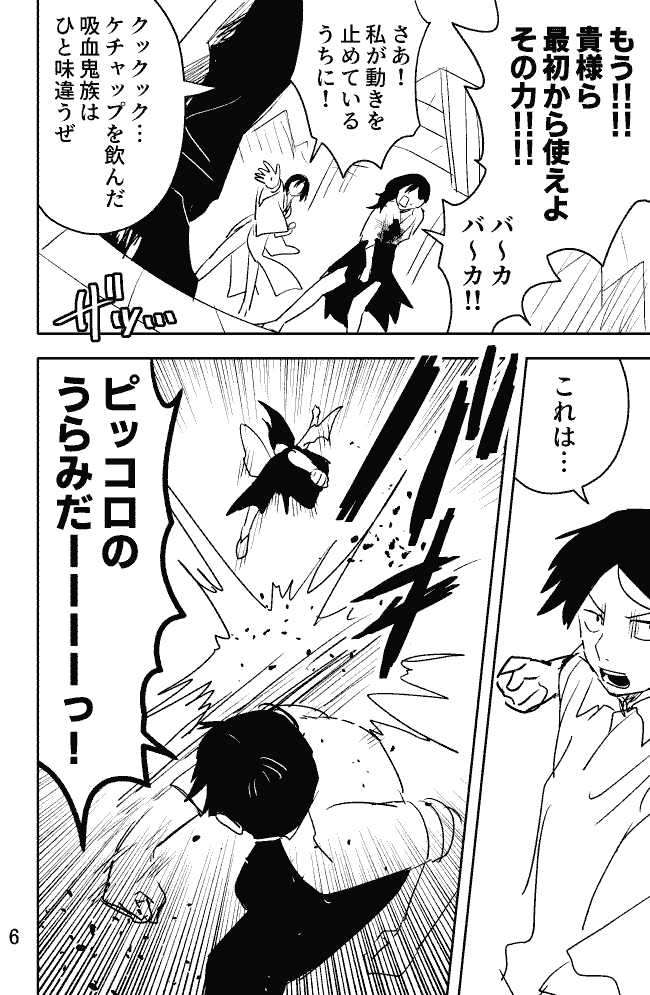 もう!!!
貴様ら
最初から使えよ
その力!!!!
さあ！
私が動きを
止めている
うちに！
バ〜カ
バ〜カ!!
クックック…
ケチャップを飲んだ
吸血鬼族は
ひと味違うぜ
ザッ…
これは…
ピッコロの
うらみだーーーーっ！
6